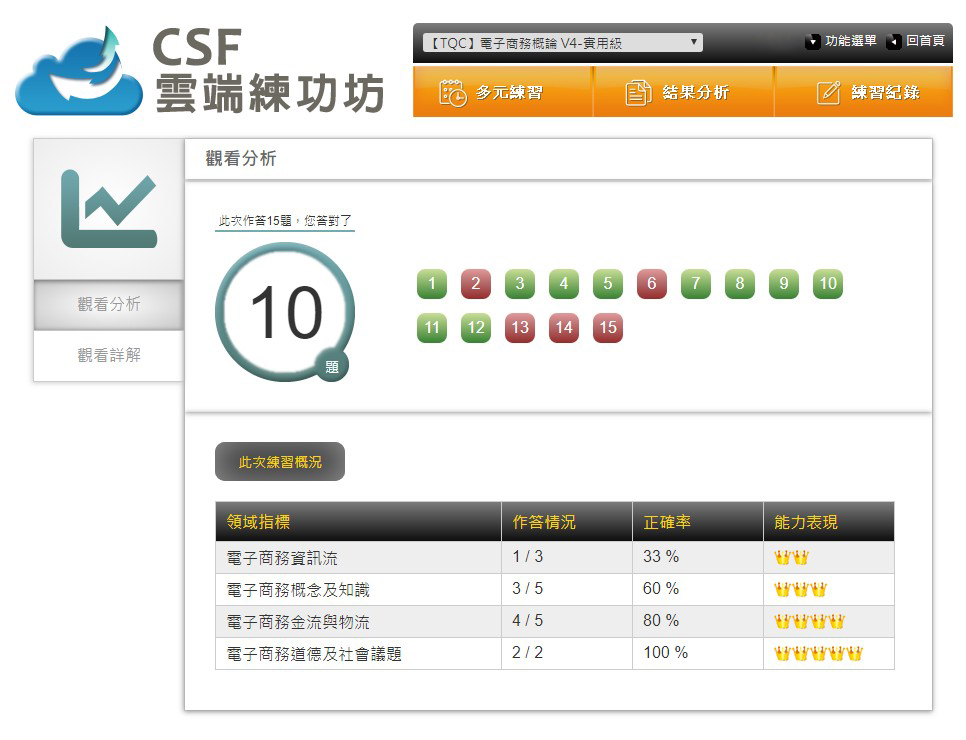 CSF
雲端練功坊
【TQC】電子商務概論 V4-實用級
功能選單 回首頁
多元練習 結果分析 練習紀錄
觀看分析
觀看分析
觀看詳解
此次作答15題，您答對了
10
題
1 2 3 4 5 6 7 8 9 10
11 12 13 14 15
此次練習概況
領域指標 作答情況 正確率 能力表現
電子商務資訊流 1 / 3 33 %
電子商務概念及知識 3 / 5 60 %
電子商務金流與物流 4 / 5 80 %
電子商務道德及社會議題 2 / 2 100 %